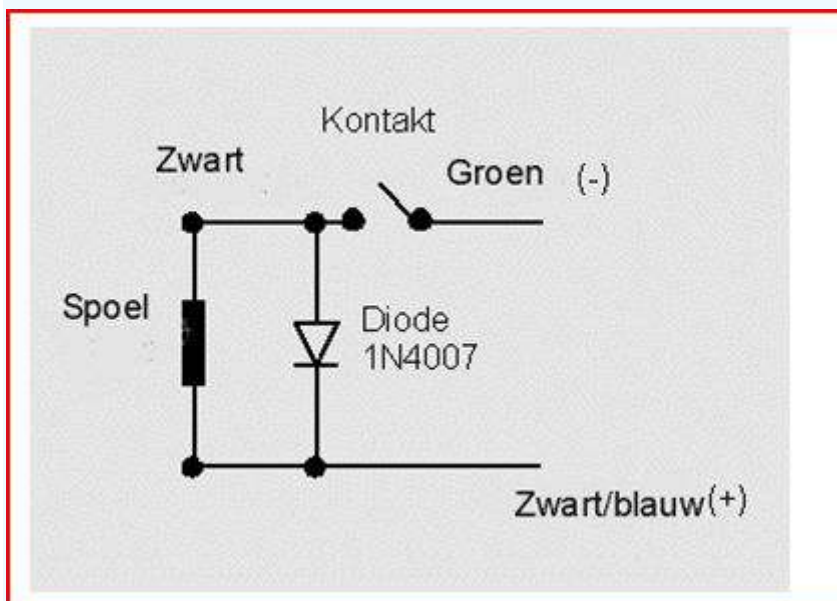 Kontakt
Zwart
Groen (-)
Spoel
Diode
1N4007
Zwart/blauw(+)